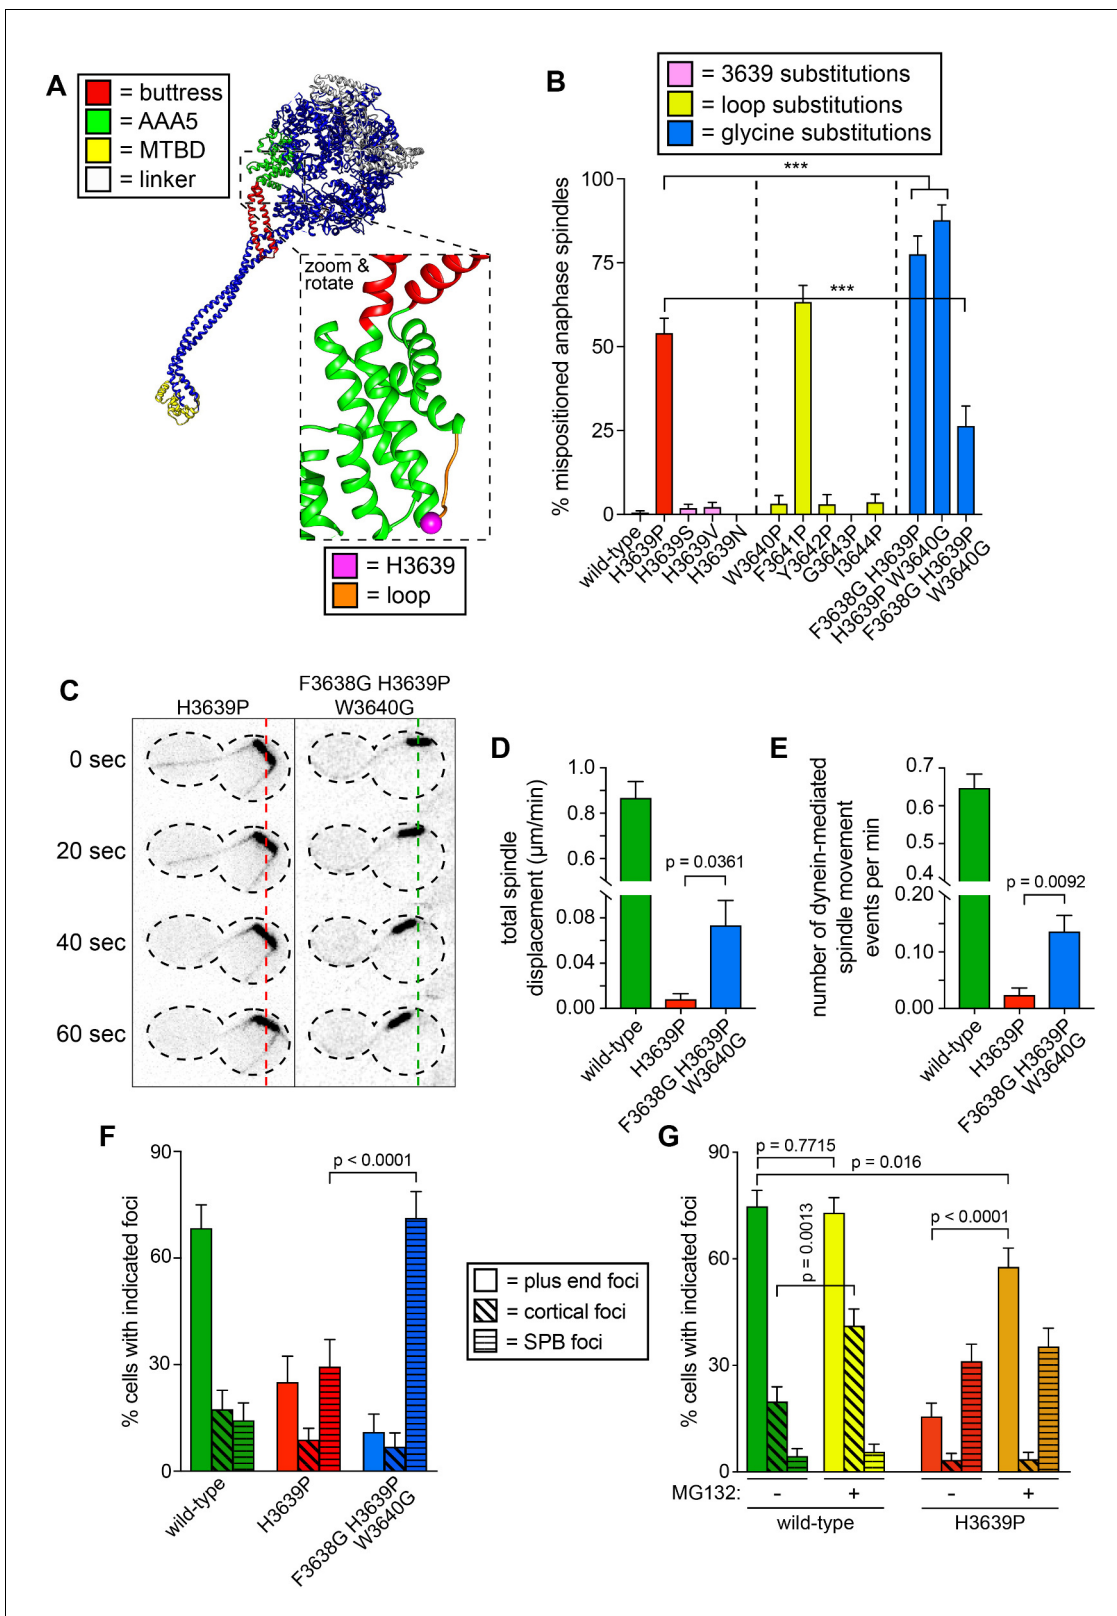 A
= buttress
= AAA5
= MTBD
= linker
zoom &
rotate
= H3639
= loop
B
= 3639 substitutions
= loop substitutions
= glycine substitutions
% mispositioned anaphase spindles
100
75
50
25
0
***
***
wild-type
H3639P
H3639S
H3639V
H3639N
W3640P
F3641P
Y3642P
G3643P
I3644P
F3638G H3639P
H3639P W3640G
F3638G H3639P
W3640G
C
H3639P
F3638G H3639P
W3640G
0 sec
20 sec
40 sec
60 sec
D
total spindle
displacement (µm/min)
1.0
0.8
0.6
0.08
0.04
0.00
p = 0.0361
wild-type
H3639P
F3638G H3639P
W3640G
E
number of dynein-mediated
spindle movement
events per min
0.7
0.6
0.5
0.4
0.20
0.10
0.00
p = 0.0092
wild-type
H3639P
F3638G H3639P
W3640G
F
% cells with indicated foci
90
60
30
0
p < 0.0001
wild-type
H3639P
F3638G H3639P
W3640G
= plus end foci
= cortical foci
= SPB foci
G
% cells with indicated foci
90
60
30
0
p = 0.7715
p = 0.016
p = 0.0013
p < 0.0001
MG132: - + - +
wild-type H3639P